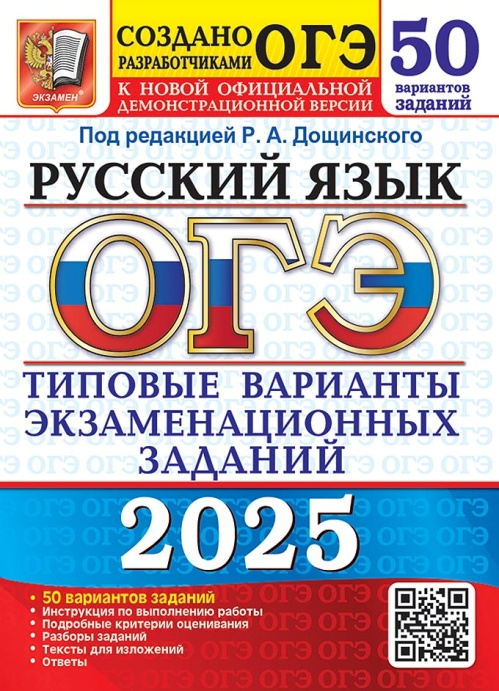 ЭКЗАМЕН®
СОЗДАНО
РАЗРАБОТЧИКАМИ
ОГЭ
К НОВОЙ ОФИЦИАЛЬНОЙ
ДЕМОНСТРАЦИОННОЙ ВЕРСИИ
50
вариантов
заданий
Под редакцией Р. А. Дощинского
РУССКИЙ ЯЗЫК
ОГЭ
ТИПОВЫЕ ВАРИАНТЫ
ЭКЗАМЕНАЦИОННЫХ
ЗАДАНИЙ
2025
• 50 вариантов заданий
• Инструкция по выполнению работы
• Подробные критерии оценивания
• Разборы заданий
• Тексты для изложений
• Ответы